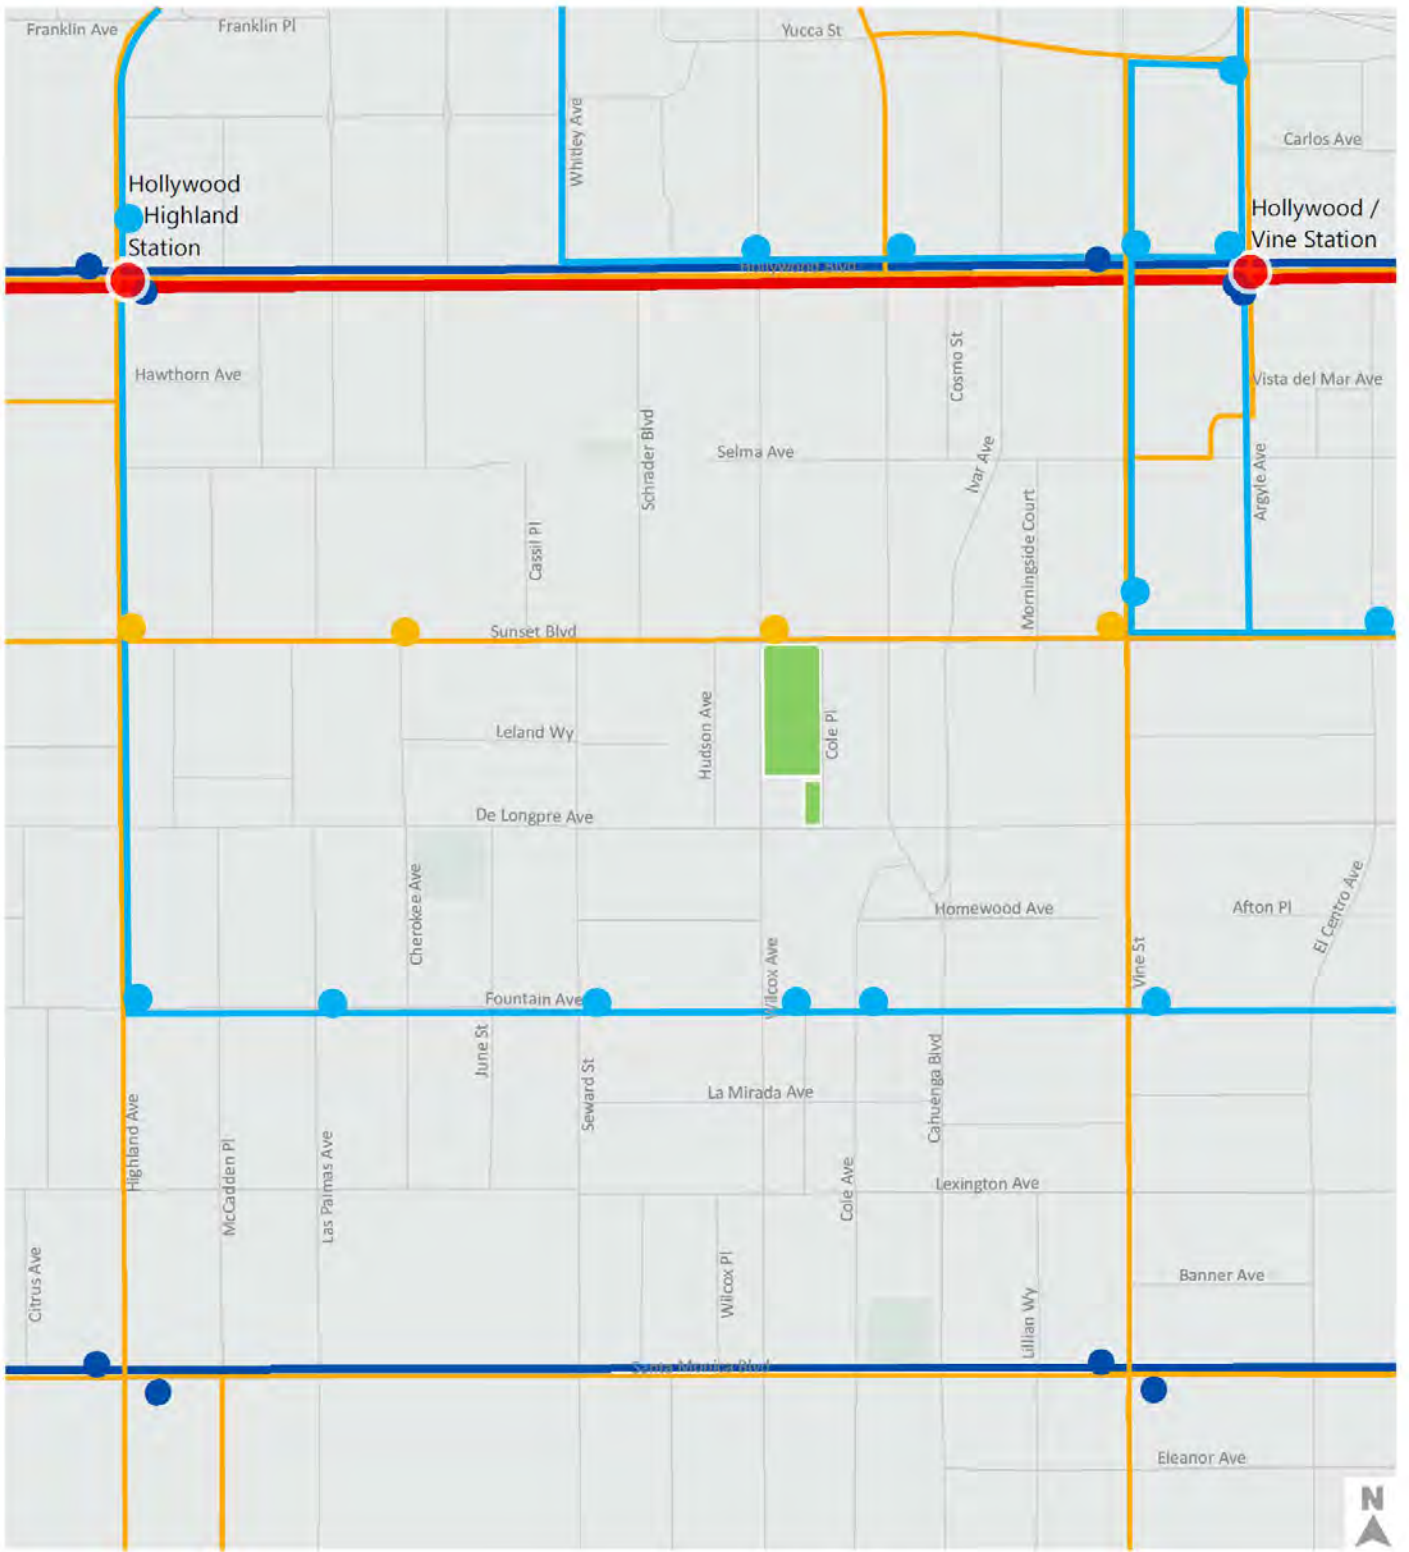 Franklin Ave
Franklin Pl
Yucca St
Whitley Ave
Carlos Ave
Hollywood
Highland
Station
Hollywood /
Vine Station
Hollywood Blvd
Hawthorn Ave
Cosmo St
Vista del Mar Ave
Schrader Blvd
Selma Ave
Ivar Ave
Argyle Ave
Cassil Pl
Morningside Court
Sunset Blvd
Leland Wy
Hudson Ave
Cole Pl
De Longpre Ave
Cherokee Ave
Homewood Ave
Afton Pl
El Centro Ave
Wilcox Ave
Vine St
Fountain Ave
June St
Seward St
La Mirada Ave
Cahuenga Blvd
Highland Ave
McCadden Pl
Las Palmas Ave
Cole Ave
Lexington Ave
Citrus Ave
Wilcox Pl
Banner Ave
Lillian Wy
Santa Monica Blvd
Eleanor Ave
N